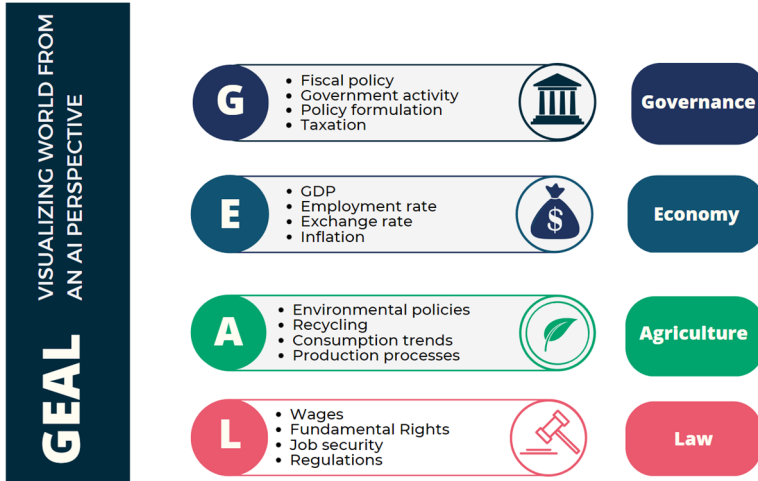 GEAL
VISUALIZING WORLD FROM
AN AI PERSPECTIVE
G
• Fiscal policy
• Government activity
• Policy formulation
• Taxation
Governance
E
• GDP
• Employment rate
• Exchange rate
• Inflation
$
Economy
A
• Environmental policies
• Recycling
• Consumption trends
• Production processes
Agriculture
L
• Wages
• Fundamental Rights
• Job security
• Regulations
Law